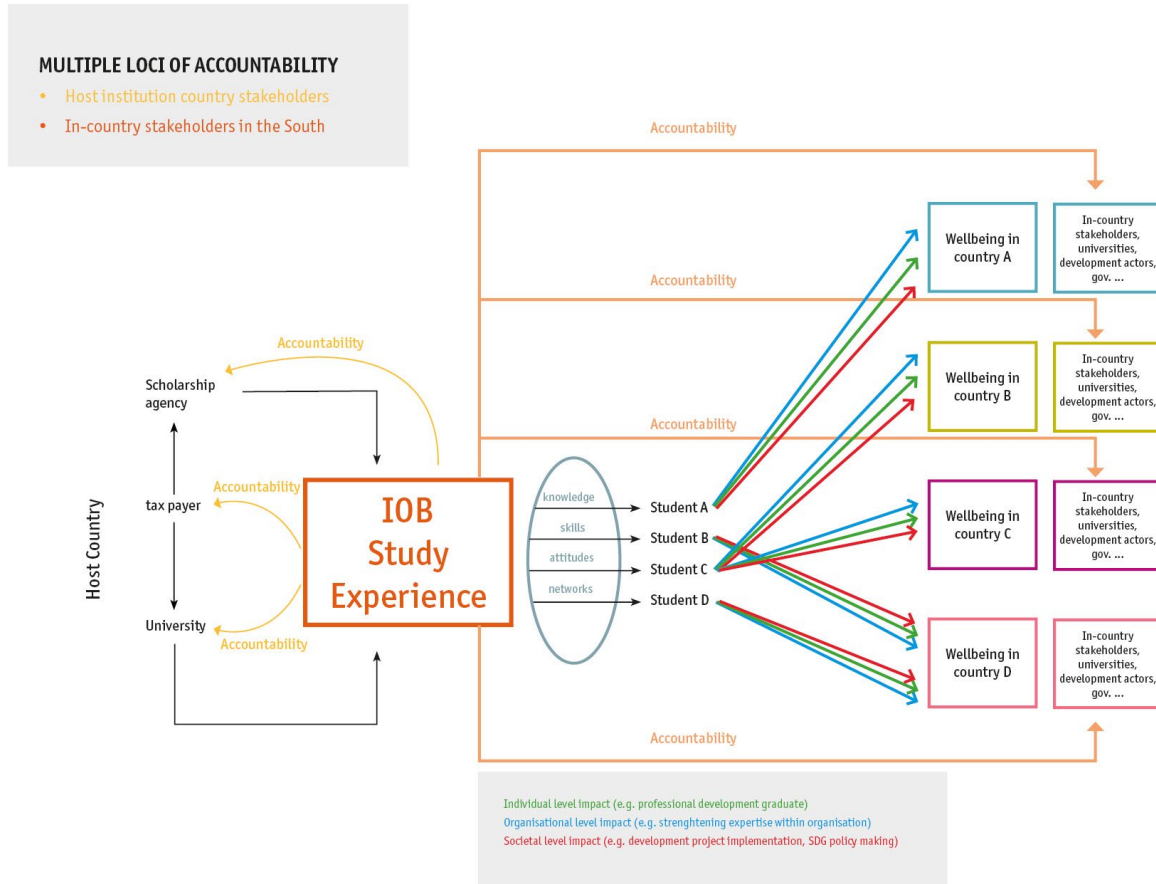 MULTIPLE LOCI OF ACCOUNTABILITY
• Host institution country stakeholders
• In-country stakeholders in the South
Accountability
Wellbeing in
country A
In-country
stakeholders,
universities,
development actors,
gov. ...
Accountability
Accountability
Scholarship
agency
Wellbeing in
country B
In-country
stakeholders,
universities,
development actors,
gov. ...
Accountability
Host Country
Accountability
tax payer
University
Accountability
IOB
Study
Experience
knowledge
skills
attitudes
networks
Student A
Student B
Student C
Student D
Wellbeing in
country C
In-country
stakeholders,
universities,
development actors,
gov. ...
Wellbeing in
country D
In-country
stakeholders,
universities,
development actors,
gov. ...
Accountability
Individual level impact (e.g. professional development graduate)
Organisational level impact (e.g. strenghtening expertise within organisation)
Societal level impact (e.g. development project implementation, SDG policy making)